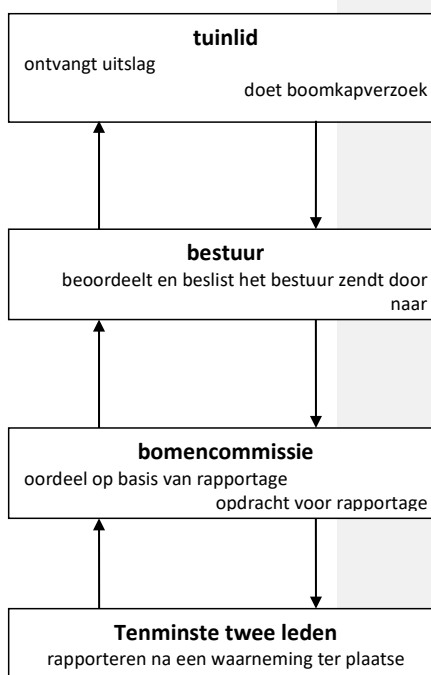 tuinlid
ontvangt uitslag
doet boomkapverzoek
bestuur
beoordeelt en beslist het bestuur zendt door
naar
bomencommissie
oordeel op basis van rapportage
opdracht voor rapportage
Tenminste twee leden
rapporteren na een waarneming ter plaatse